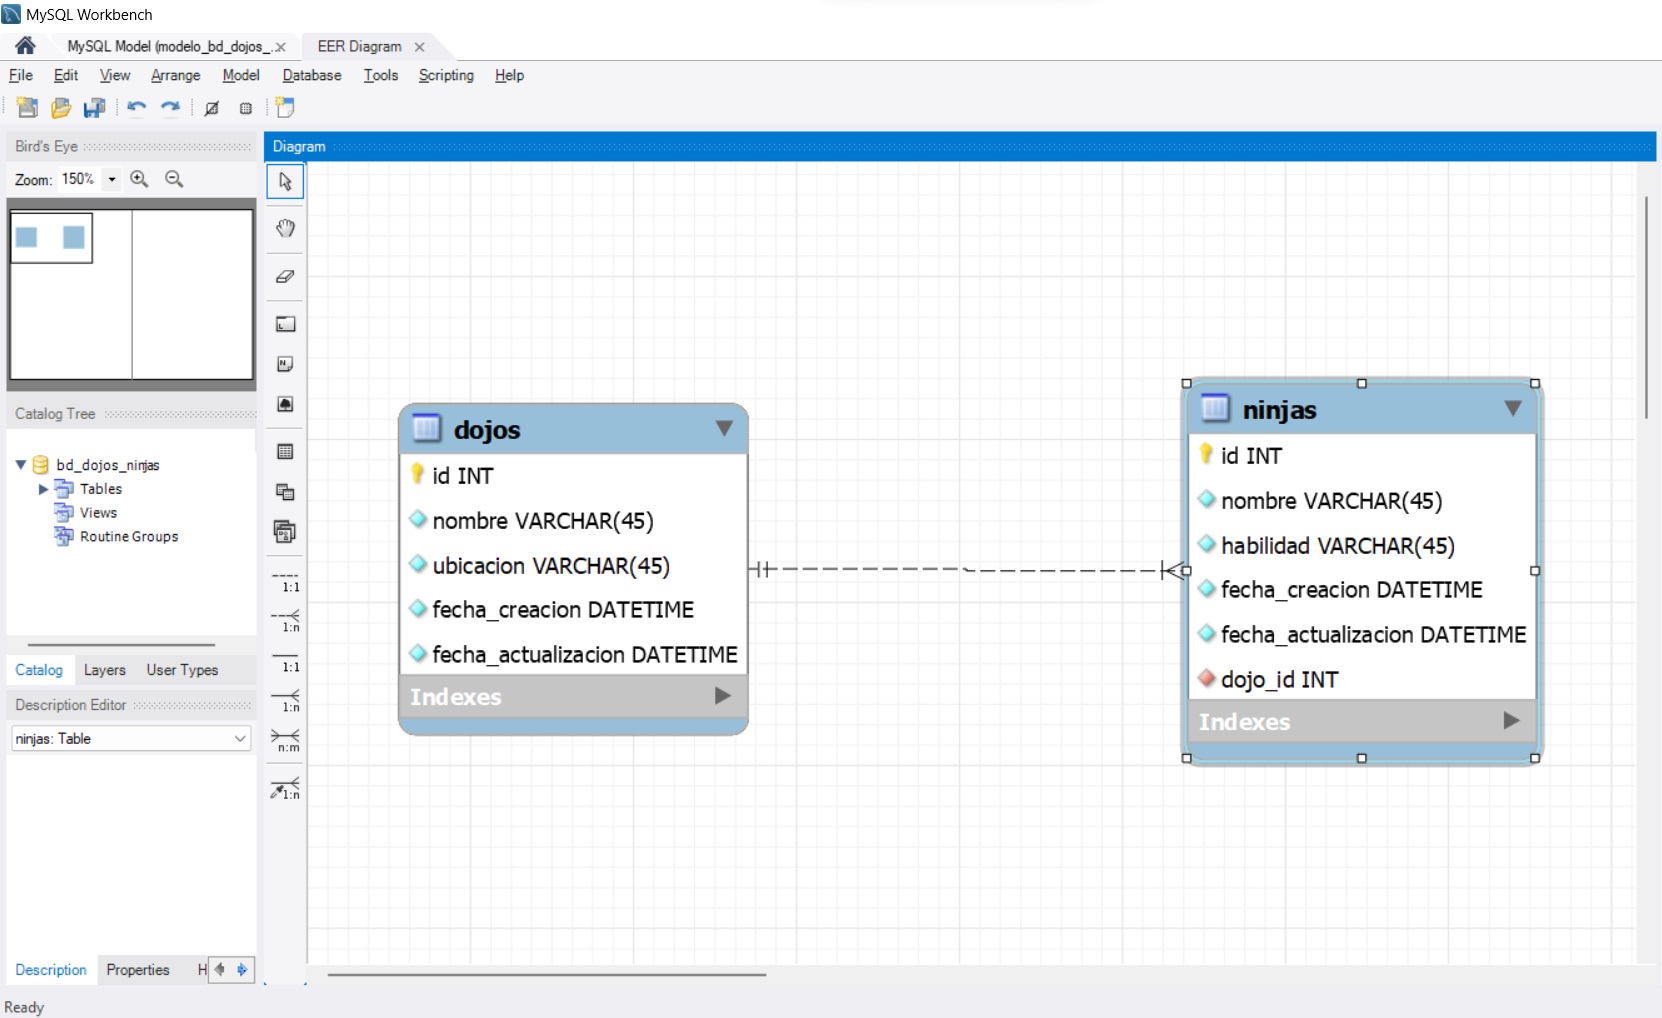 MySQL Workbench
MySQL Model (modelo_bd_dojos_...
EER Diagram
File Edit View Arrange Model Database Tools Scripting Help
Bird's Eye
Zoom: 150%
Diagram
Catalog Tree
bd_dojos_ninjas
Tables
Views
Routine Groups
Catalog Layers User Types
Description Editor
ninjas: Table
Description Properties H
Ready
L
N
1:1
1:n
1:1
1:n
n:m
1:n
dojos
id INT
nombre VARCHAR(45)
ubicacion VARCHAR(45)
fecha_creacion DATETIME
fecha_actualizacion DATETIME
Indexes
ninjas
id INT
nombre VARCHAR(45)
habilidad VARCHAR(45)
fecha_creacion DATETIME
fecha_actualizacion DATETIME
dojo_id INT
Indexes